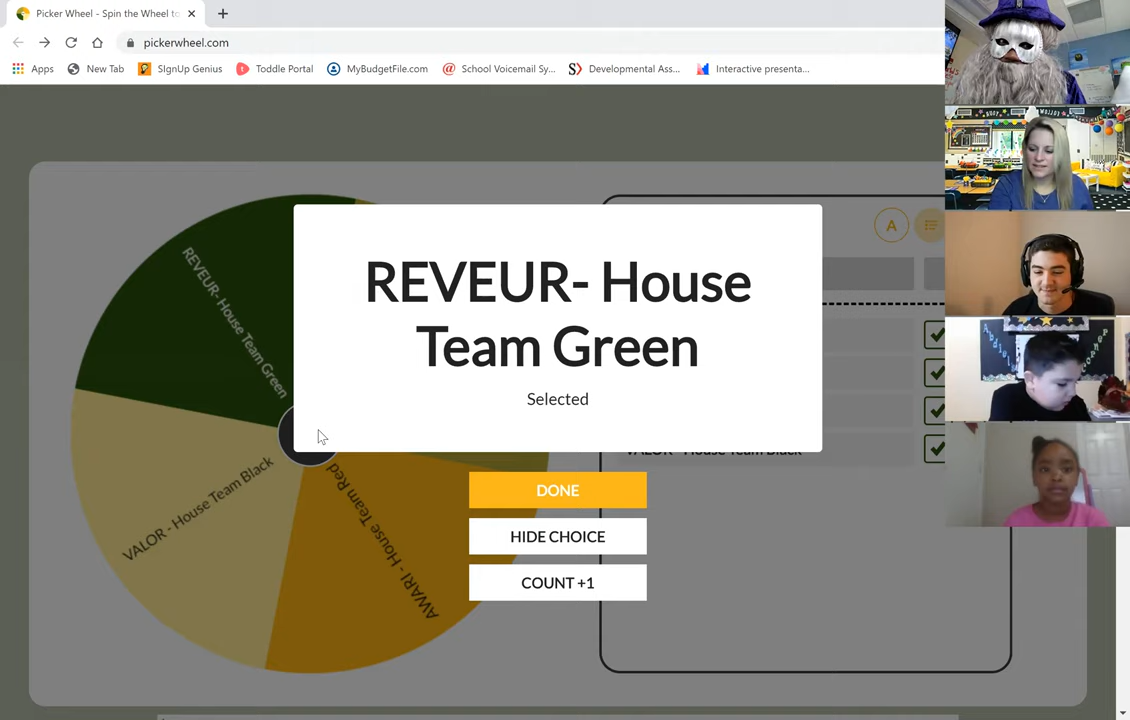 Picker Wheel - Spin the Wheel to
pickerwheel.com
Apps New Tab SIgnUp Genius Toddle Portal MyBudgetFile.com School Voicemail Sy... Developmental Ass... Interactive presenta...
REVEUR- House Team Green
VALOR - House Team Black
AWARI - House Team Red
A
REVEUR- House
Team Green
Selected
VALOR - House Team Black
DONE
HIDE CHOICE
COUNT +1